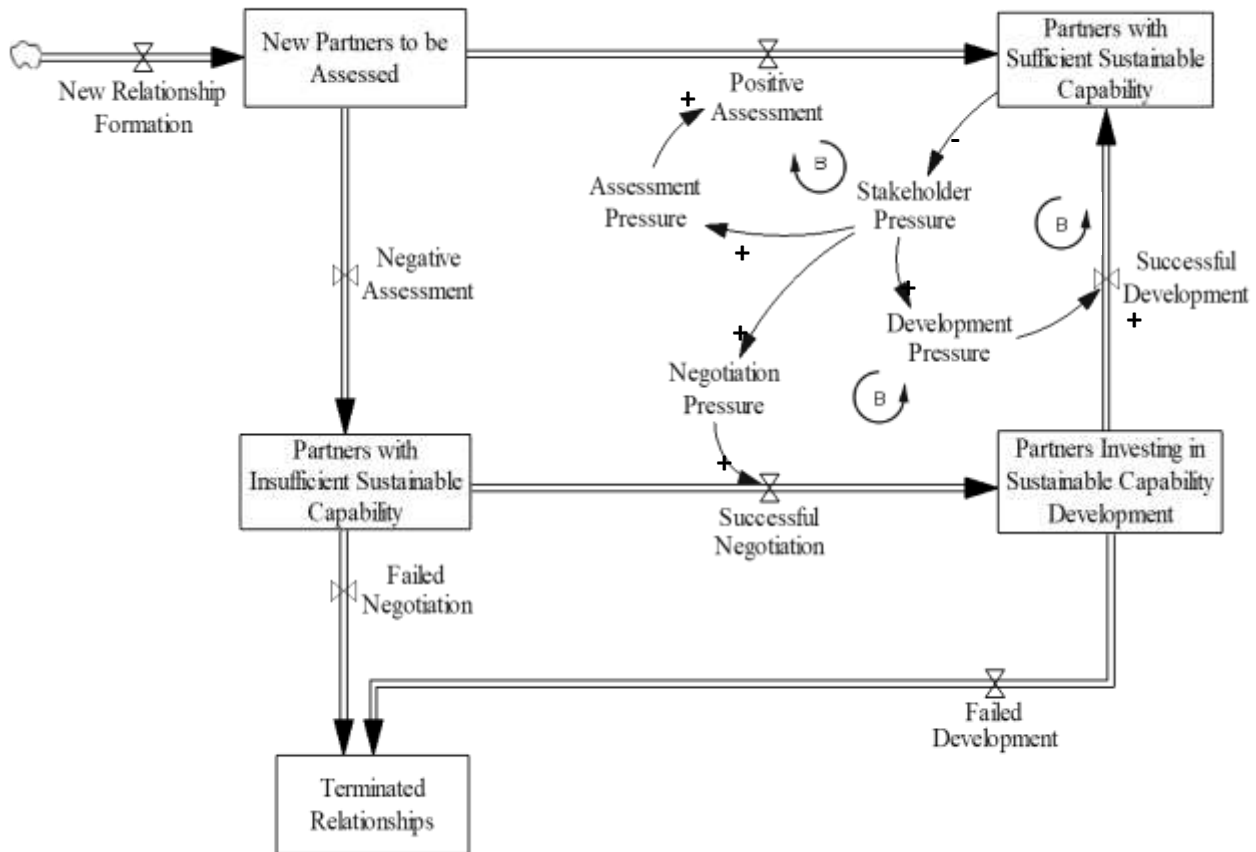 New Partners to be
Assessed
Partners with
Sufficient Sustainable
Capability
New Relationship
Formation
Positive
Assessment
+
-
B
Assessment
Pressure
Stakeholder
Pressure
B
+
Negative
Assessment
Successful
Development
+
+
+
Development
Pressure
Negotiation
Pressure
B
Partners with
Insufficient Sustainable
Capability
+
Partners Investing in
Sustainable Capability
Development
Successful
Negotiation
Failed
Negotiation
Failed
Development
Terminated
Relationships